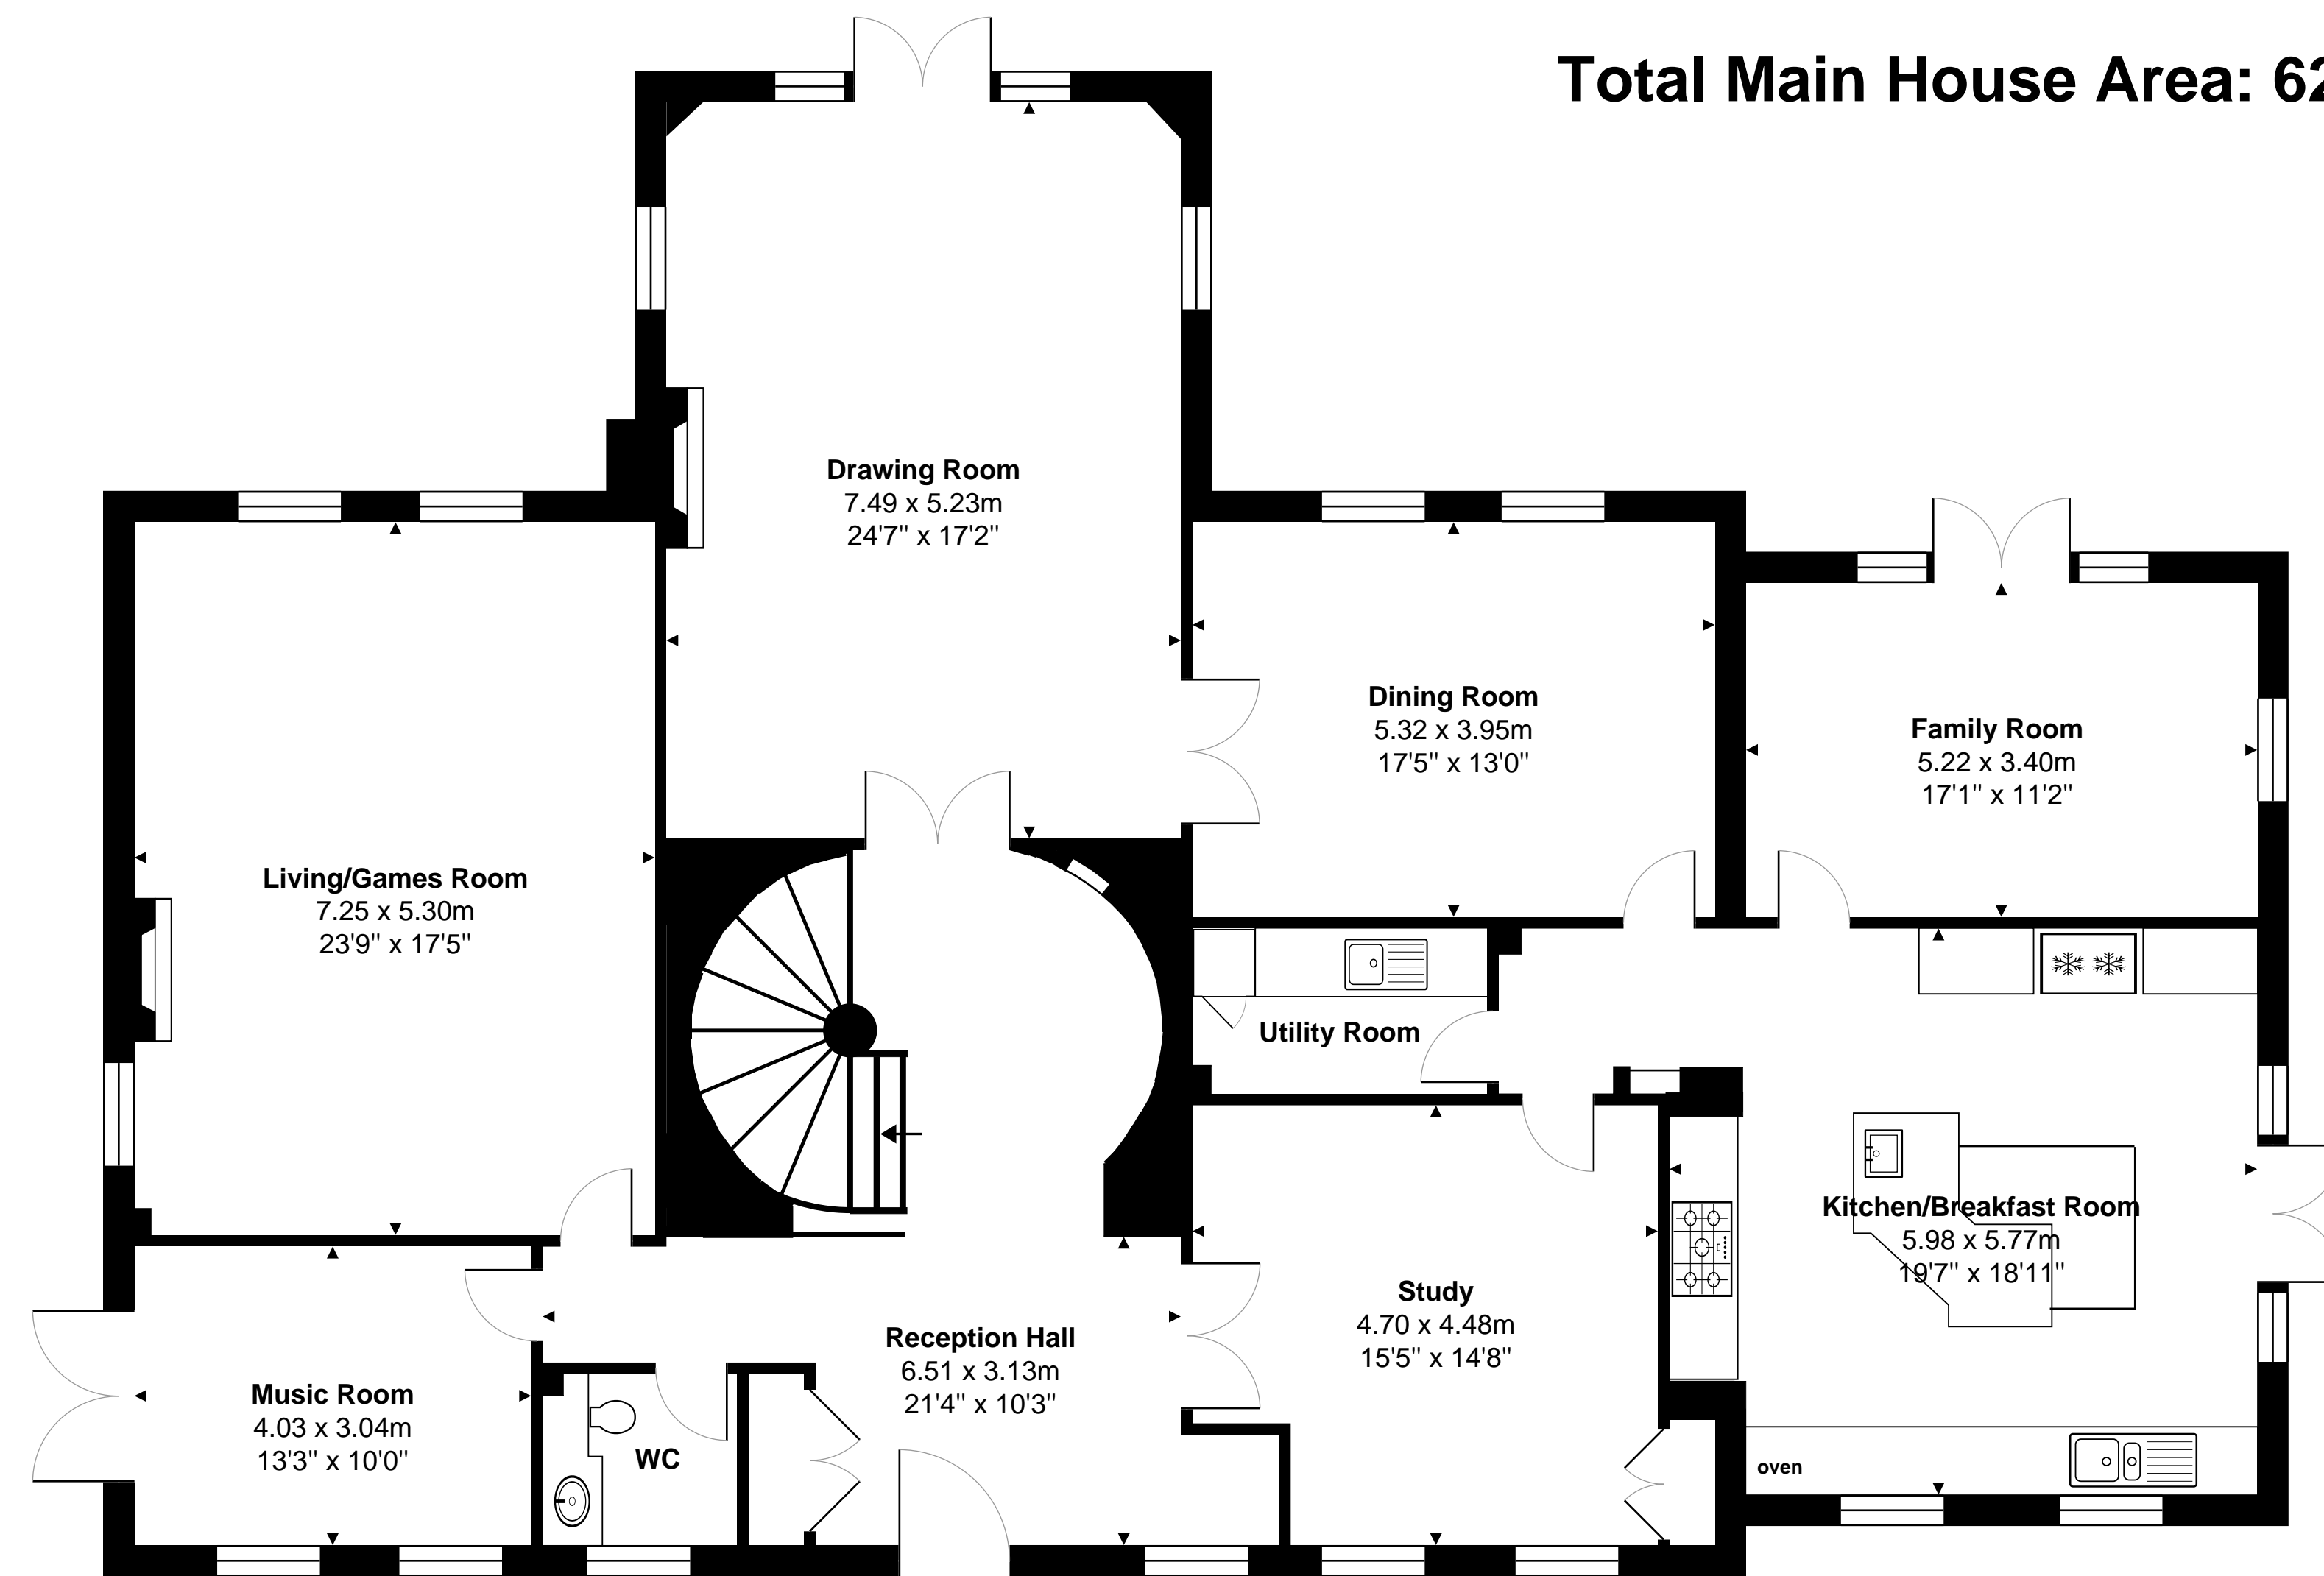 Total Main House Area: 62
Drawing Room
7.49 x 5.23m
24'7" x 17'2"
Dining Room
5.32 x 3.95m
17'5" x 13'0"
Family Room
5.22 x 3.40m
17'1" x 11'2"
Living/Games Room
7.25 x 5.30m
23'9" x 17'5"
Utility Room
Kitchen/Breakfast Room
5.98 x 5.77m
19'7" x 18'11"
Study
4.70 x 4.48m
15'5" x 14'8"
Reception Hall
6.51 x 3.13m
21'4" x 10'3"
Music Room
4.03 x 3.04m
13'3" x 10'0"
WC
oven